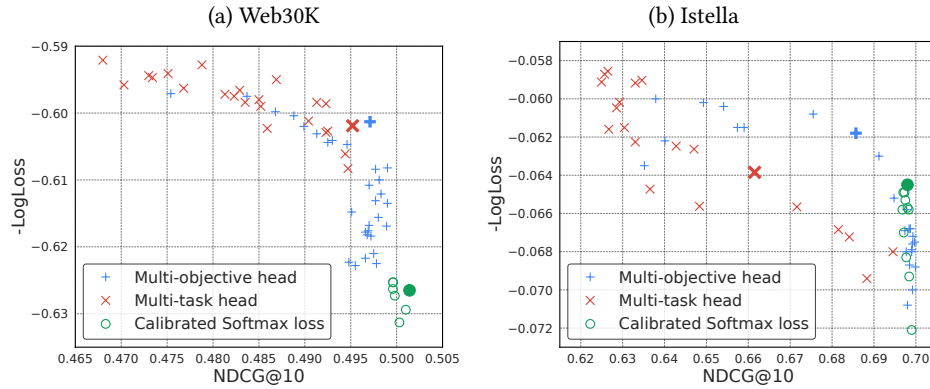 (a) Web30K
-0.59
-0.60
-0.61
-0.62
-0.63
-LogLoss
Multi-objective head
Multi-task head
Calibrated Softmax loss
0.465 0.470 0.475 0.480 0.485 0.490 0.495 0.500 0.505
NDCG@10
(b) Istella
-0.058
-0.060
-0.062
-0.064
-0.066
-0.068
-0.070
-0.072
-LogLoss
Multi-objective head
Multi-task head
Calibrated Softmax loss
0.62 0.63 0.64 0.65 0.66 0.67 0.68 0.69 0.70
NDCG@10